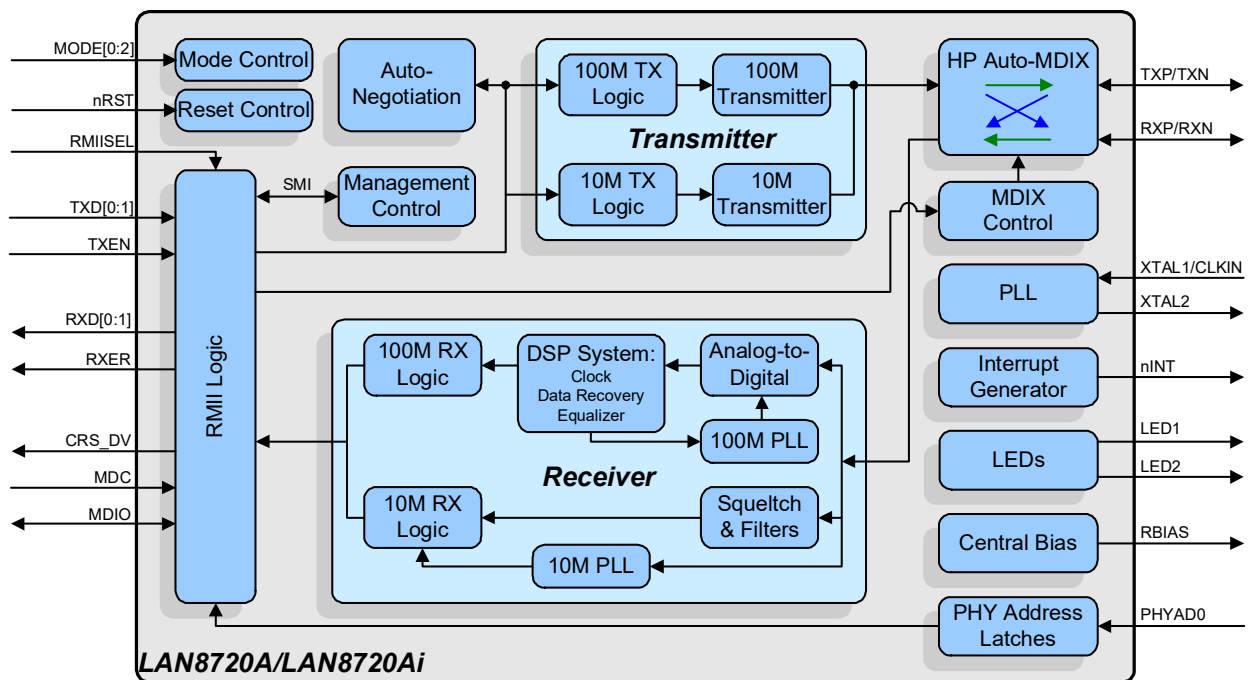 MODE[0:2]
nRST
RMIISEL
TXD[0:1]
TXEN
RXD[0:1]
RXER
CRS_DV
MDC
MDIO
Mode Control
Reset Control
RMII Logic
SMI
Auto-
Negotiation
Management
Control
100M TX
Logic
100M
Transmitter
Transmitter
10M TX
Logic
10M
Transmitter
100M RX
Logic
DSP System:
Clock
Data Recovery
Equalizer
Analog-to-
Digital
100M PLL
Receiver
10M RX
Logic
Squeltch
& Filters
10M PLL
HP Auto-MDIX
MDIX
Control
PLL
Interrupt
Generator
LEDs
Central Bias
PHY Address
Latches
TXP/TXN
RXP/RXN
XTAL1/CLKIN
XTAL2
nINT
LED1
LED2
RBIAS
PHYAD0
LAN8720A/LAN8720Ai